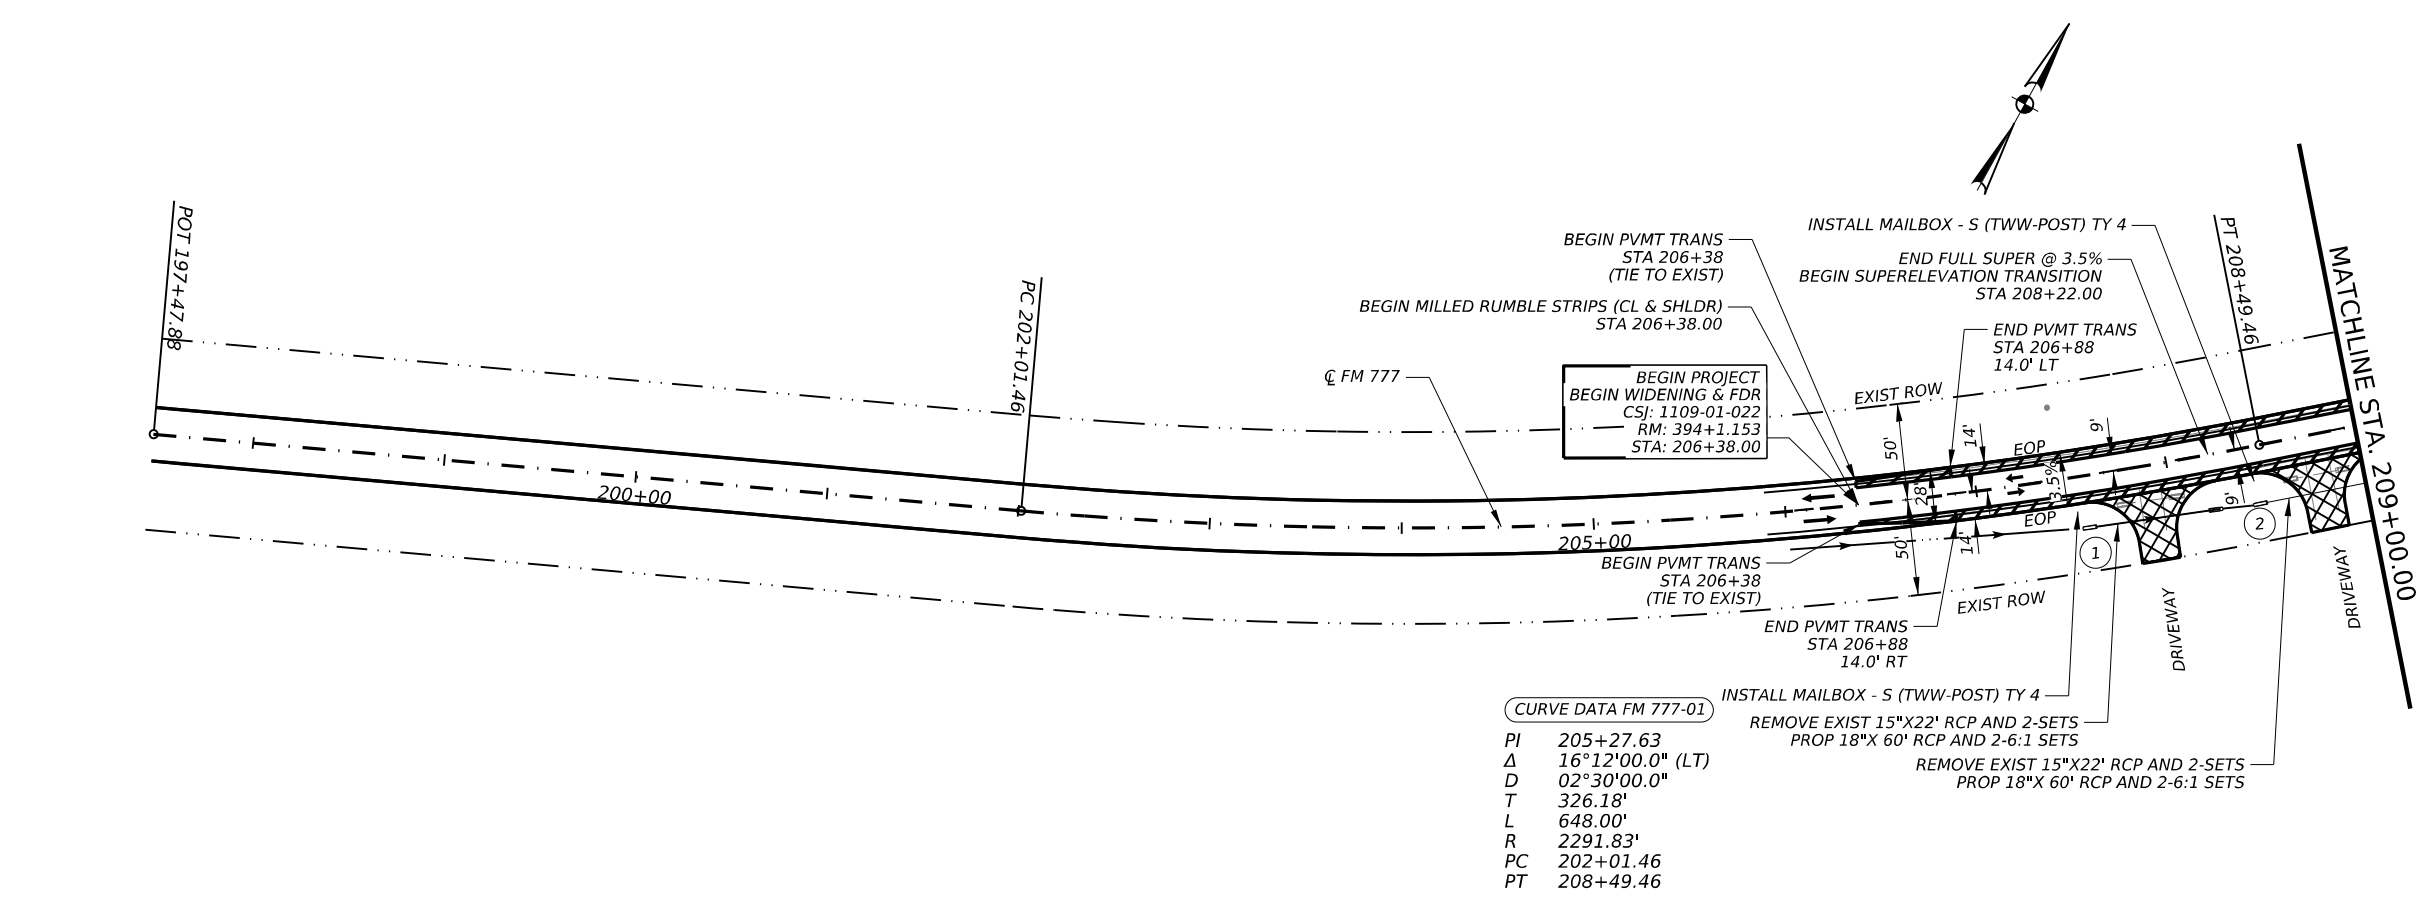 POT 197+47.88
PC 202+01.46
200+00
205+00
℄ FM 777
BEGIN PVMT TRANS
STA 206+38
(TIE TO EXIST)
BEGIN MILLED RUMBLE STRIPS (CL & SHLDR)
STA 206+38.00
BEGIN PROJECT
BEGIN WIDENING & FDR
CSJ: 1109-01-022
RM: 394+1.153
STA: 206+38.00
INSTALL MAILBOX - S (TWW-POST) TY 4
END FULL SUPER @ 3.5%
BEGIN SUPERELEVATION TRANSITION
STA 208+22.00
END PVMT TRANS
STA 206+88
14.0' LT
PT 208+49.46
MATCHLINE STA. 209+00.00
EXIST ROW
50'
14'
9'
EOP
28'
3.5%
EOP
9'
50'
14'
EXIST ROW
1
2
DRIVEWAY
DRIVEWAY
BEGIN PVMT TRANS
STA 206+38
(TIE TO EXIST)
END PVMT TRANS
STA 206+88
14.0' RT
INSTALL MAILBOX - S (TWW-POST) TY 4
REMOVE EXIST 15"X22' RCP AND 2-SETS
PROP 18"X 60' RCP AND 2-6:1 SETS
REMOVE EXIST 15"X22' RCP AND 2-SETS
PROP 18"X 60' RCP AND 2-6:1 SETS
CURVE DATA FM 777-01
PI 205+27.63
Δ 16°12'00.0" (LT)
D 02°30'00.0"
T 326.18'
L 648.00'
R 2291.83'
PC 202+01.46
PT 208+49.46